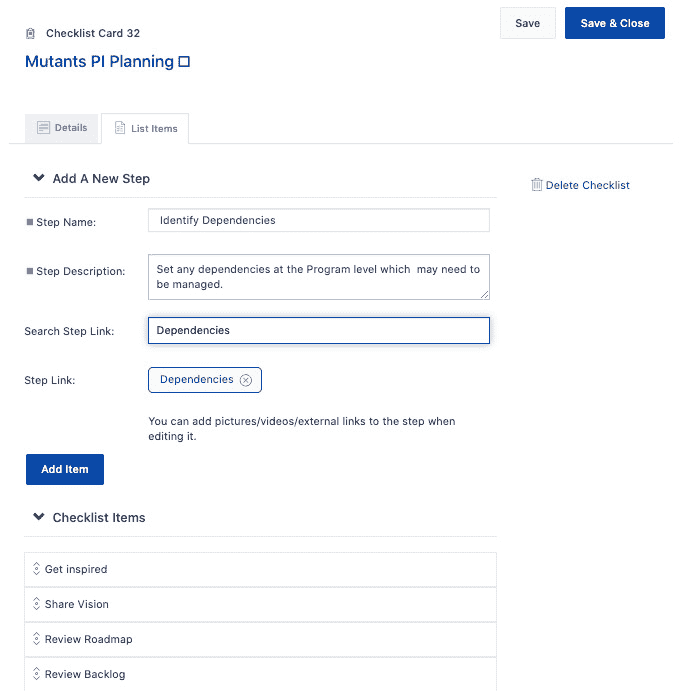 Checklist Card 32
Save
Save & Close
Mutants PI Planning
Details
List Items
Add A New Step
Delete Checklist
Step Name:
Identify Dependencies
Step Description:
Set any dependencies at the Program level which  may need to
be managed.
Search Step Link:
Dependencies
Step Link:
Dependencies
You can add pictures/videos/external links to the step when
editing it.
Add Item
Checklist Items
Get inspired
Share Vision
Review Roadmap
Review Backlog